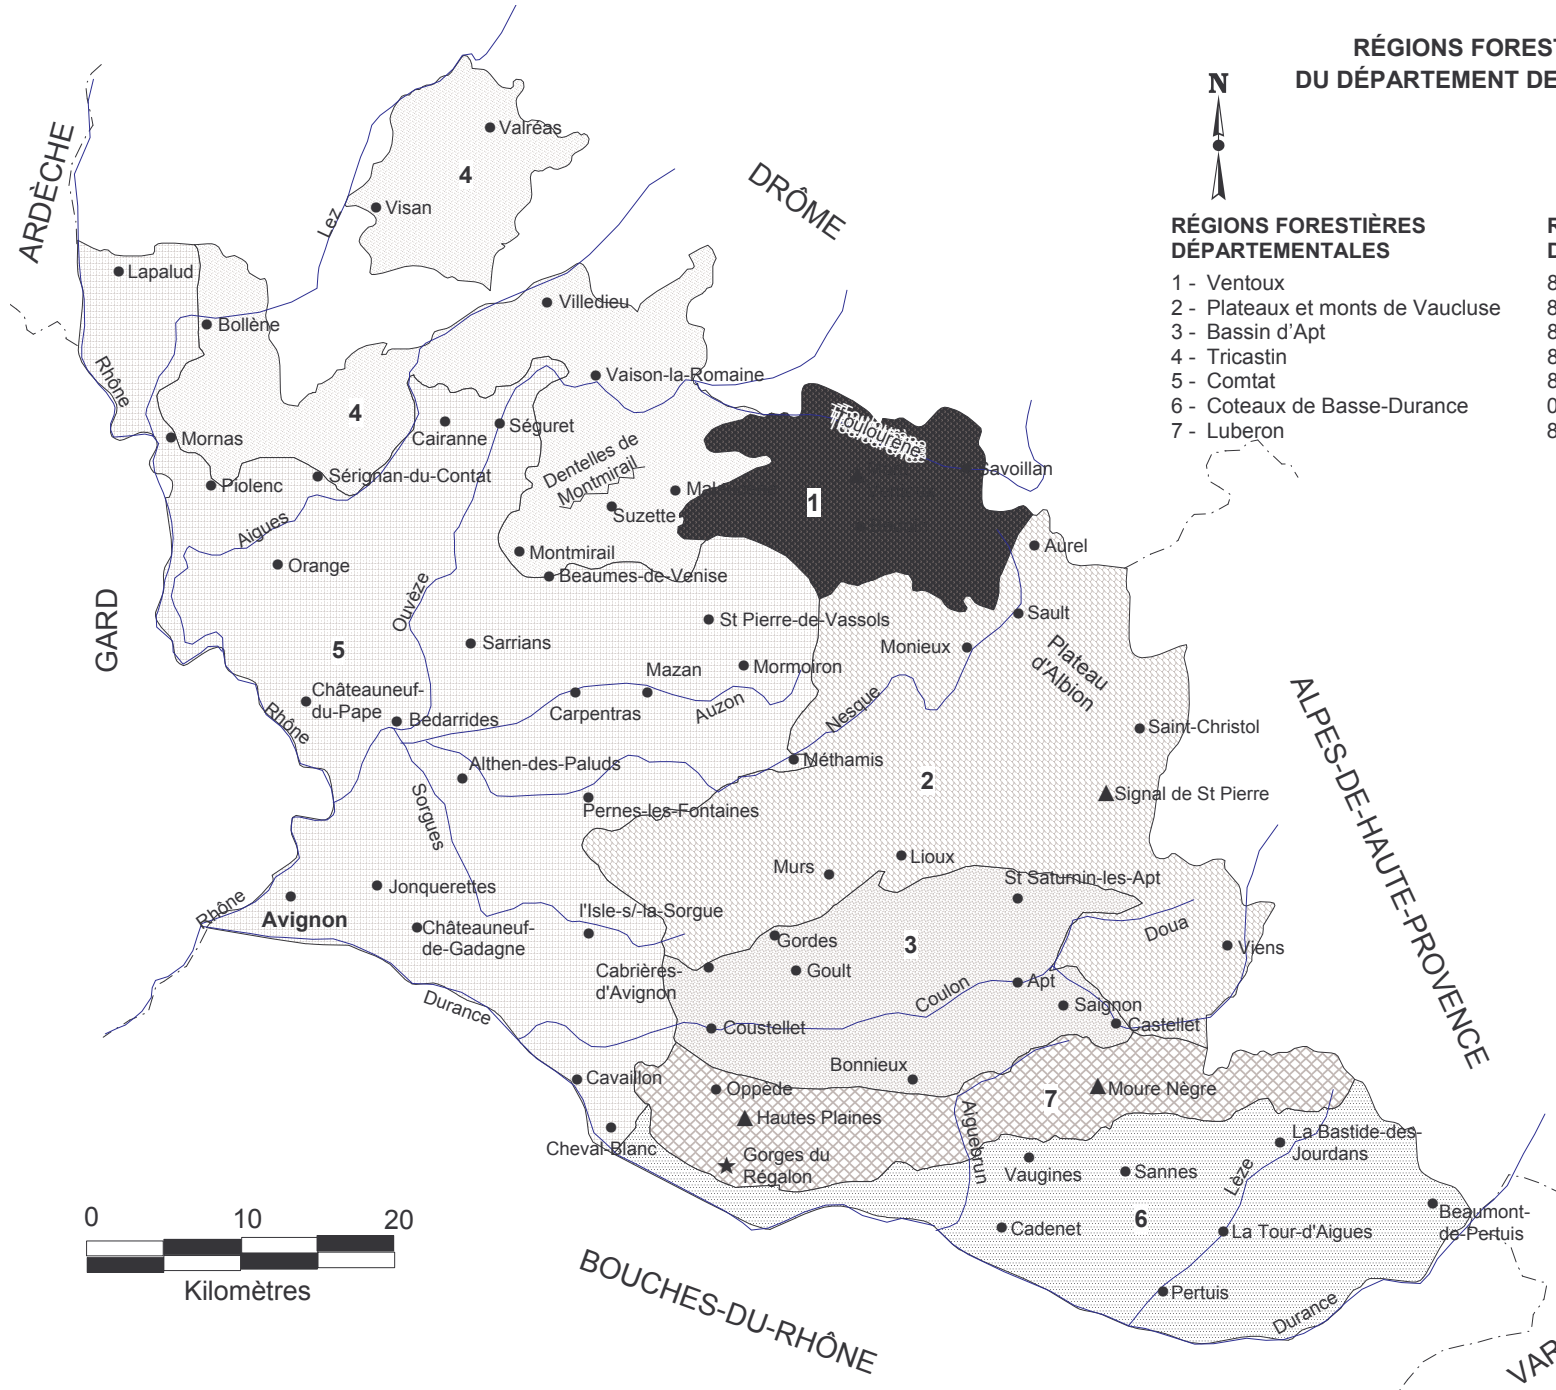 RÉGIONS FOREST
DU DÉPARTEMENT DE
N
RÉGIONS FORESTIÈRES
DÉPARTEMENTALES
1 - Ventoux
2 - Plateaux et monts de Vaucluse
3 - Bassin d'Apt
4 - Tricastin
5 - Comtat
6 - Coteaux de Basse-Durance
7 - Luberon
R
D
8
8
8
8
8
0
8
ARDÈCHE
DRÔME
GARD
ALPES-DE-HAUTE-PROVENCE
BOUCHES-DU-RHÔNE
VAR
Valréas
4
Visan
Lez
Lapalud
Bollène
Villedieu
Rhône
Vaison-la-Romaine
4
Mornas
Cairanne
Séguret
Toulourenc
Savoillan
Piolenc
Sérignan-du-Contat
Dentelles de
Montmirail
Suzette
1
Aigues
Orange
Montmirail
Beaumes-de-Venise
Aurel
Ouvèze
St Pierre-de-Vassols
Sault
Sarrians
5
Monieux
Mormoiron
Mazan
Plateau
d'Albion
Châteauneuf-
du-Pape
Rhône
Bédarrides
Carpentras
Auzon
Nesque
Saint-Christol
Méthamis
Althen-des-Paluds
2
Signal de St Pierre
Pernes-les-Fontaines
Sorgues
Murs
Lioux
St Saturnin-les-Apt
Jonquerettes
Rhône
Avignon
Châteauneuf-
de-Gadagne
l'Isle-s/-la-Sorgue
Gordes
3
Doua
Viens
Cabrières-
d'Avignon
Goult
Coulon
Apt
Durance
Saignon
Castellet
Coustellet
Bonnieux
Cavaillon
Oppède
7
Moure Nègre
Hautes Plaines
Aiguebrun
Cheval-Blanc
Gorges du
Régalon
Vaugines
Sannes
La Bastide-des-
Jourdans
Lèze
Cadenet
6
La Tour-d'Aigues
Beaumont-
de-Pertuis
Pertuis
Durance
0 10 20
Kilomètres